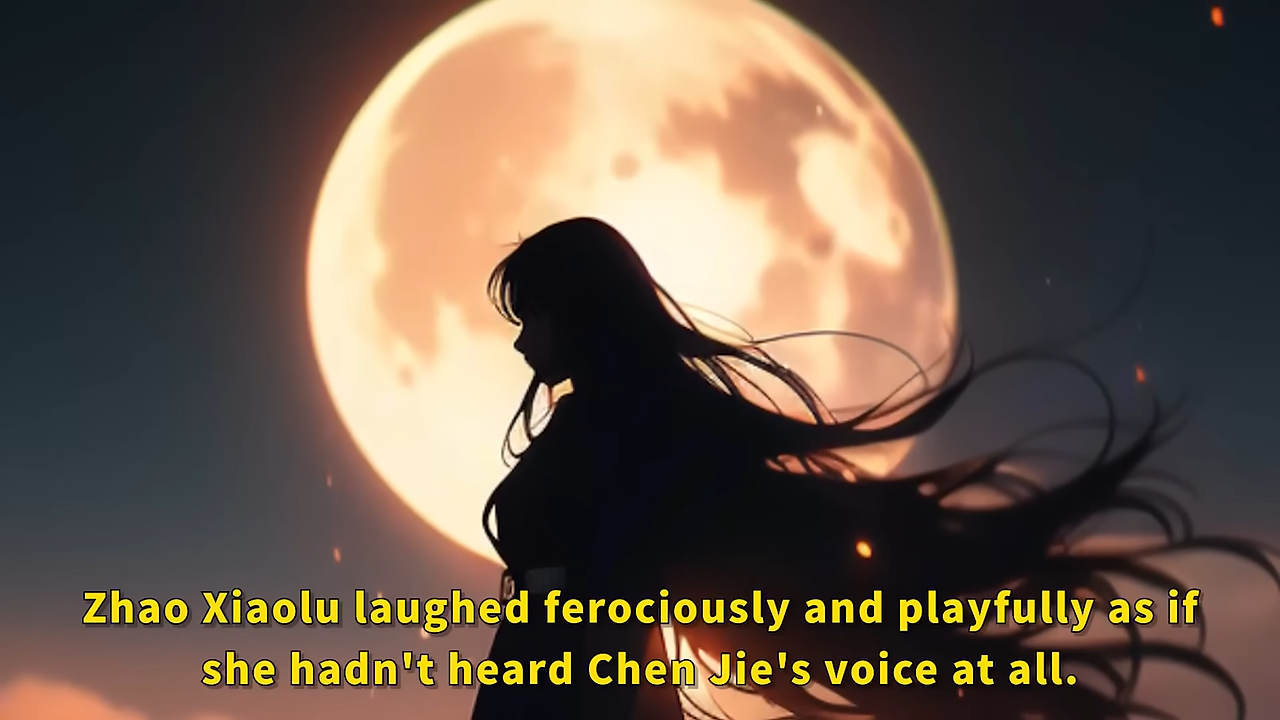 Zhao Xiaolu laughed ferociously and playfully as if
she hadn't heard Chen Jie's voice at all.